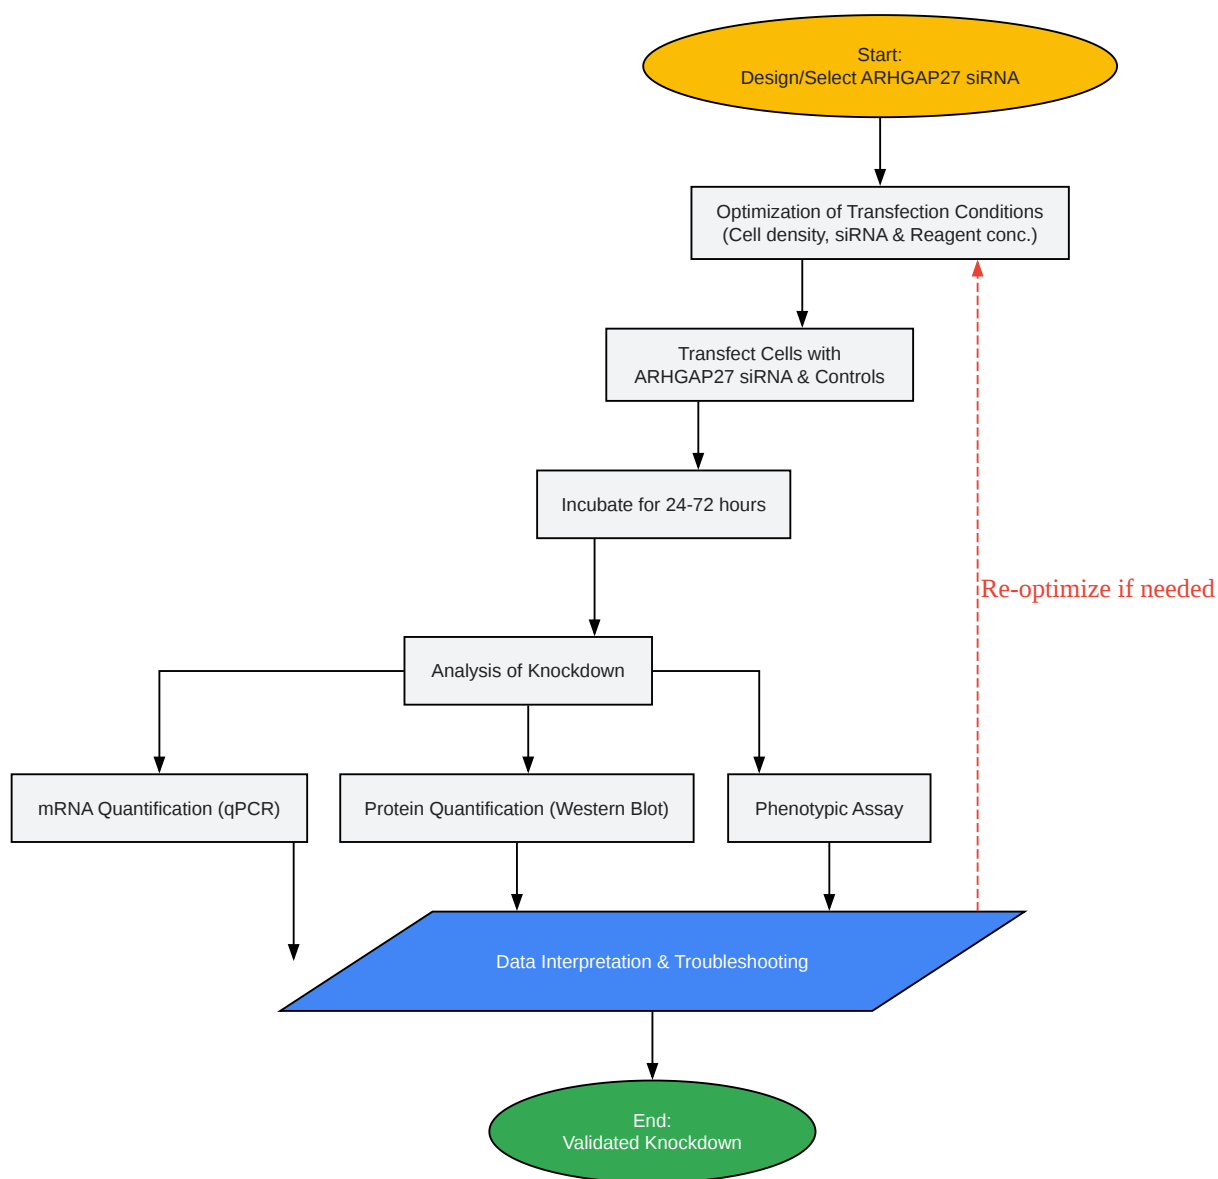 Start:
Design/Select ARHGAP27 siRNA
Optimization of Transfection Conditions
(Cell density, siRNA & Reagent conc.)
Transfect Cells with
ARHGAP27 siRNA & Controls
Incubate for 24-72 hours
Re-optimize if needed
Analysis of Knockdown
mRNA Quantification (qPCR)
Protein Quantification (Western Blot)
Phenotypic Assay
Data Interpretation & Troubleshooting
End:
Validated Knockdown